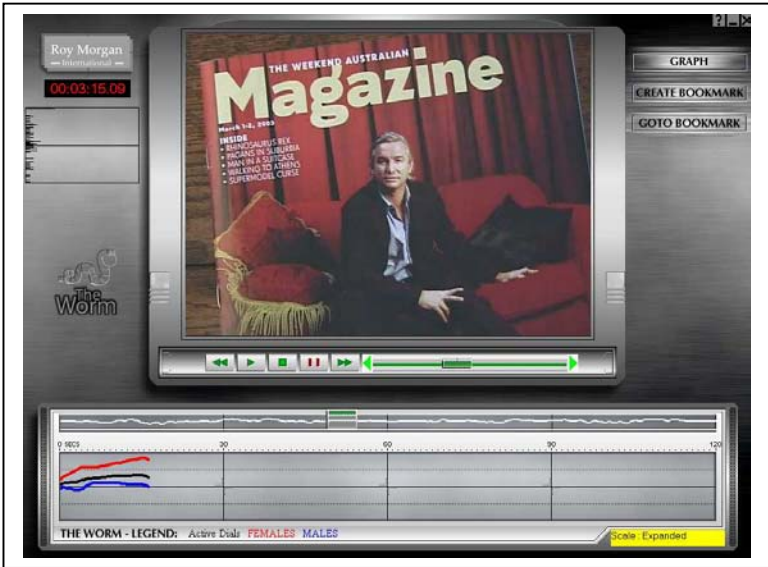 ?
Roy Morgan
International
00:03:15.09
GRAPH
CREATE BOOKMARK
GOTO BOOKMARK
THE WEEKEND AUSTRALIAN
Magazine
March 1-2, 2003
INSIDE
• RHINOSAURUS REX
• PAGANS IN SUBURBIA
• MAN IN A SUITCASE
• WALKING TO ATHENS
• SUPERMODEL CURSE
The
Worm
0 SECS 30 60 90 120
THE WORM - LEGEND: Active Dials FEMALES MALES
Scale : Expanded